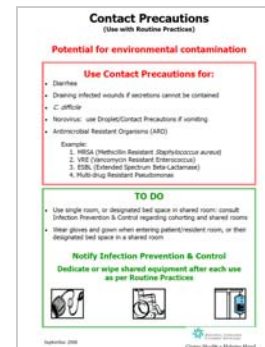 Contact Precautions
(Use with Routine Practices)
Potential for environmental contamination
Use Contact Precautions for:
• Diarrhea
• Draining infected wounds if secretions cannot be contained
• C. difficile
• Norovirus: use Droplet/Contact Precautions if vomiting
• Antimicrobial Resistant Organisms (ARO)
Example:
1. MRSA (Methicillin Resistant Staphylococcus aureus)
2. VRE (Vancomycin Resistant Enterococcus)
3. ESBL (Extended Spectrum Beta-Lactamase)
4. Multi-drug Resistant Pseudomonas
TO DO
• Use single room, or designated bed space in shared room: consult
Infection Prevention & Control regarding cohorting and shared rooms
• Wear gloves and gown when entering patient/resident room, or their
designated bed space in a shared room
Notify Infection Prevention & Control
Dedicate or wipe shared equipment after each use
as per Routine Practices
September 2008